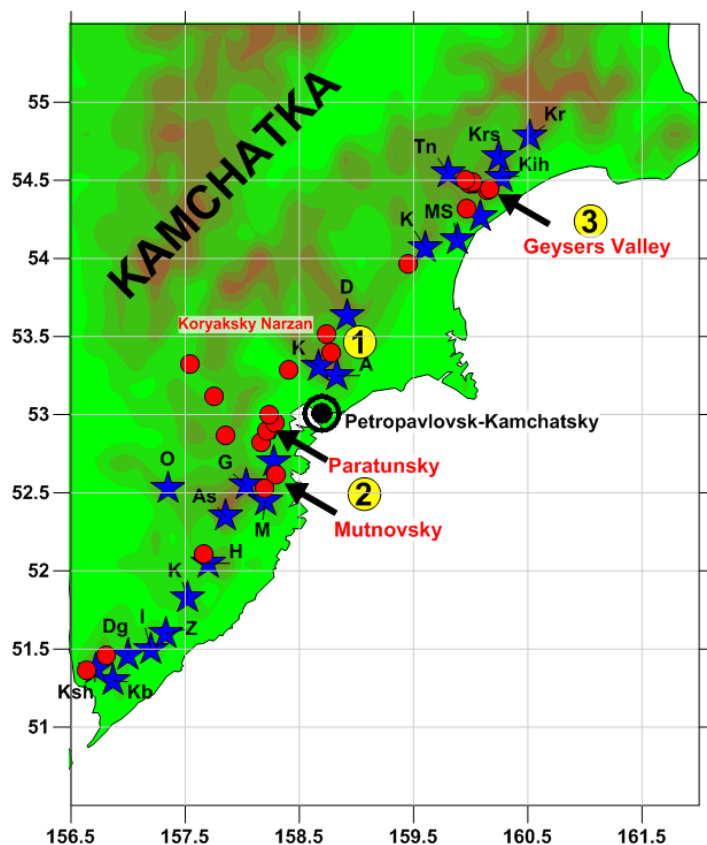 KAMCHATKA
55
54.5
54
53.5
53
52.5
52
51.5
51
Kr
Krs
Tn
Kih
MS
3
K
Geysers Valley
D
Koryaksky Narzan
1
K
A
Petropavlovsk-Kamchatsky
O
G
Paratunsky
As
2
M
Mutnovsky
H
K
I
Dg
Z
Ksh
Kb
156.5
157.5
158.5
159.5
160.5
161.5